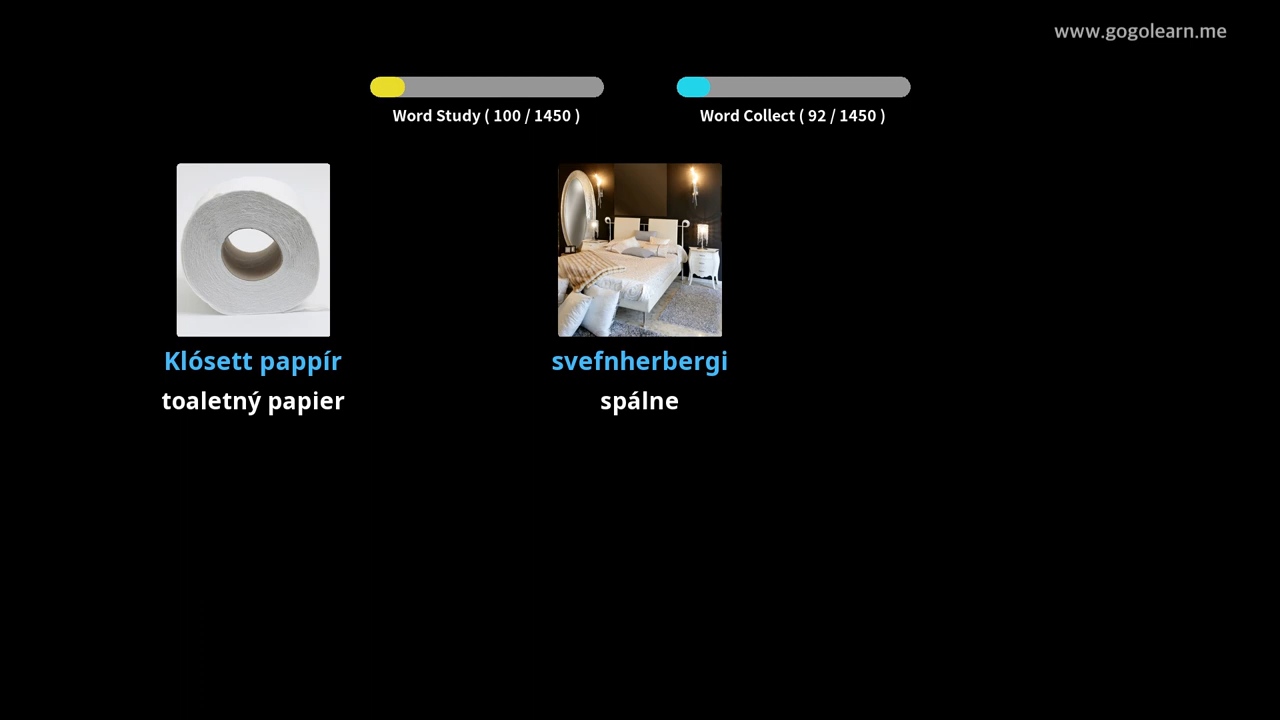 www.gogolearn.me
Word Study ( 100 / 1450 )
Word Collect ( 92 / 1450 )
Klósett pappír
toaletný papier
svefnherbergi
spálne